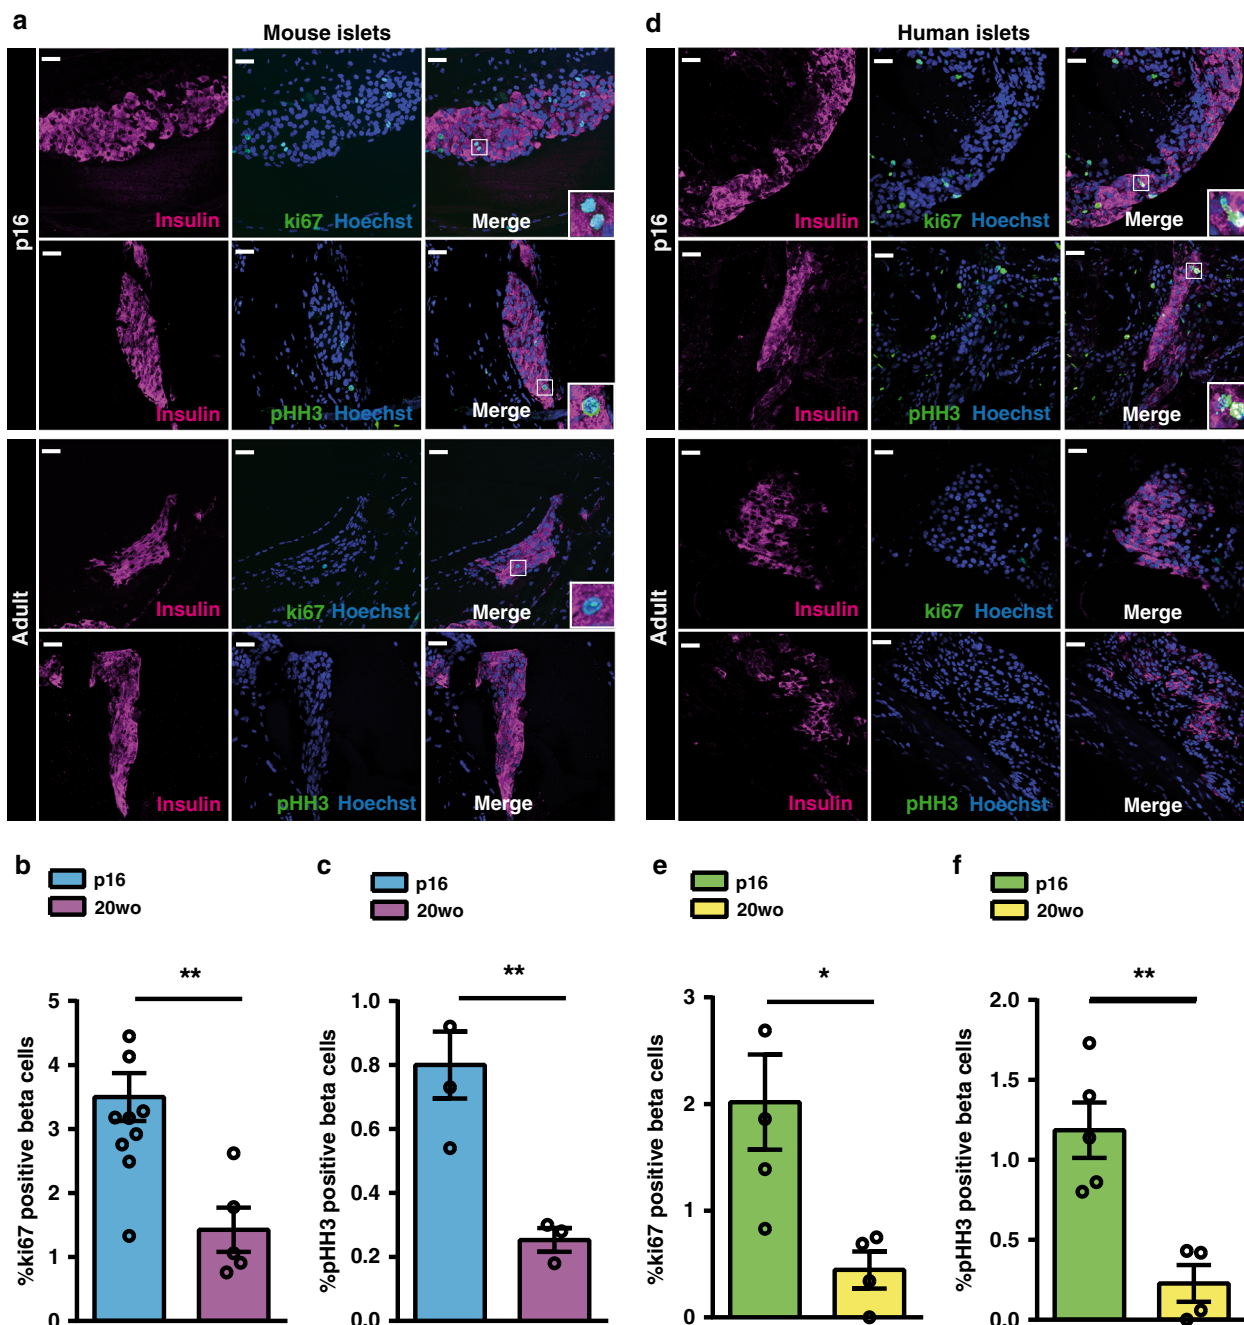 a
Mouse islets
p16
Insulin
ki67 Hoechst
Merge
Insulin
pHH3 Hoechst
Merge
Adult
Insulin
ki67 Hoechst
Merge
Insulin
pHH3 Hoechst
Merge
d
Human islets
p16
Insulin
ki67 Hoechst
Merge
Insulin
pHH3 Hoechst
Merge
Adult
Insulin
ki67 Hoechst
Merge
Insulin
pHH3 Hoechst
Merge
b
p16
20wo
**
%ki67 positive beta cells
5
4
3
2
1
0
c
p16
20wo
**
%pHH3 positive beta cells
1.0
0.8
0.6
0.4
0.2
0.0
e
p16
20wo
*
%ki67 positive beta cells
3
2
1
0
f
p16
20wo
**
%pHH3 positive beta cells
2.0
1.5
1.0
0.5
0.0